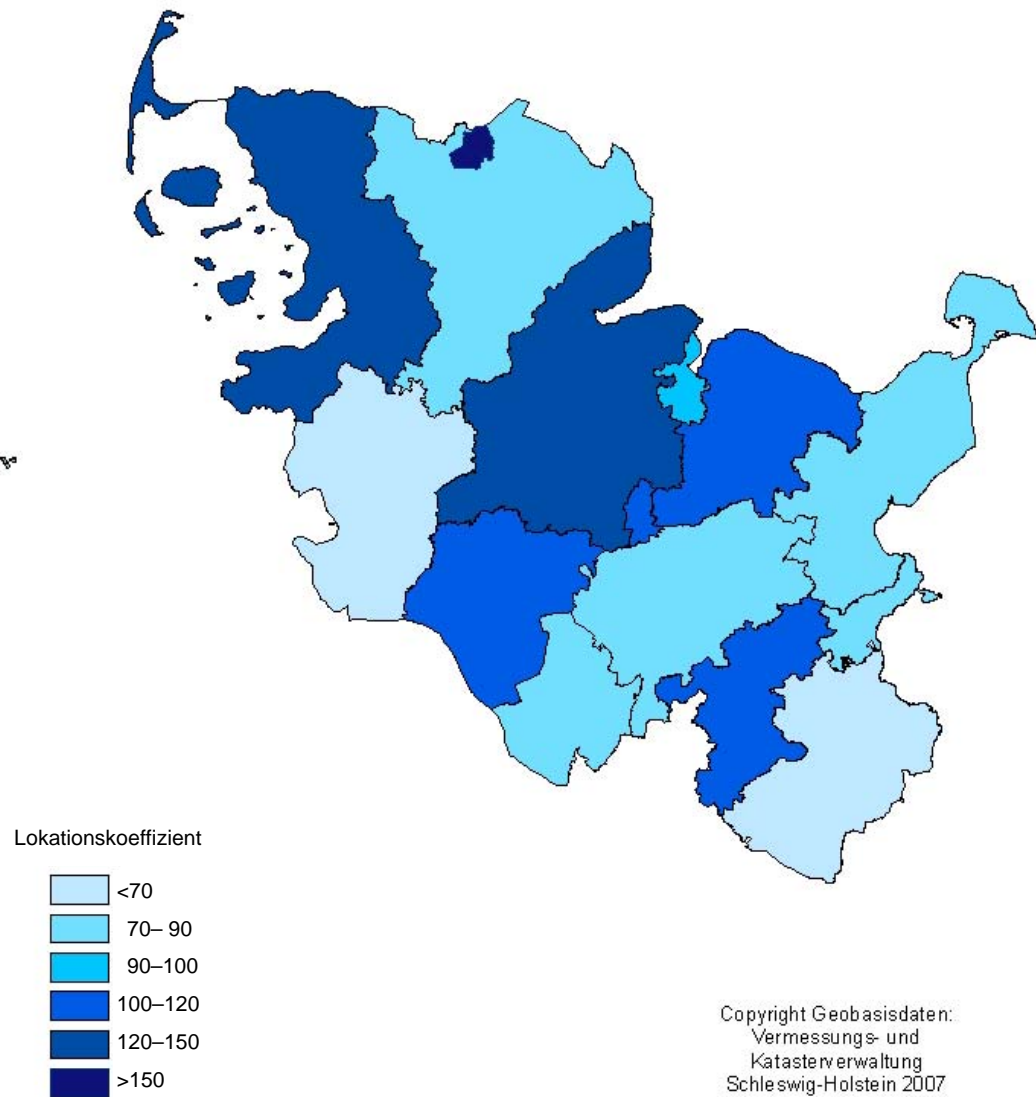 Lokationskoeffizient
<70
70– 90
90–100
100–120
120–150
>150
Copyright Geobasisdaten:
Vermessungs- und
Katasterverwaltung
Schleswig-Holstein 2007